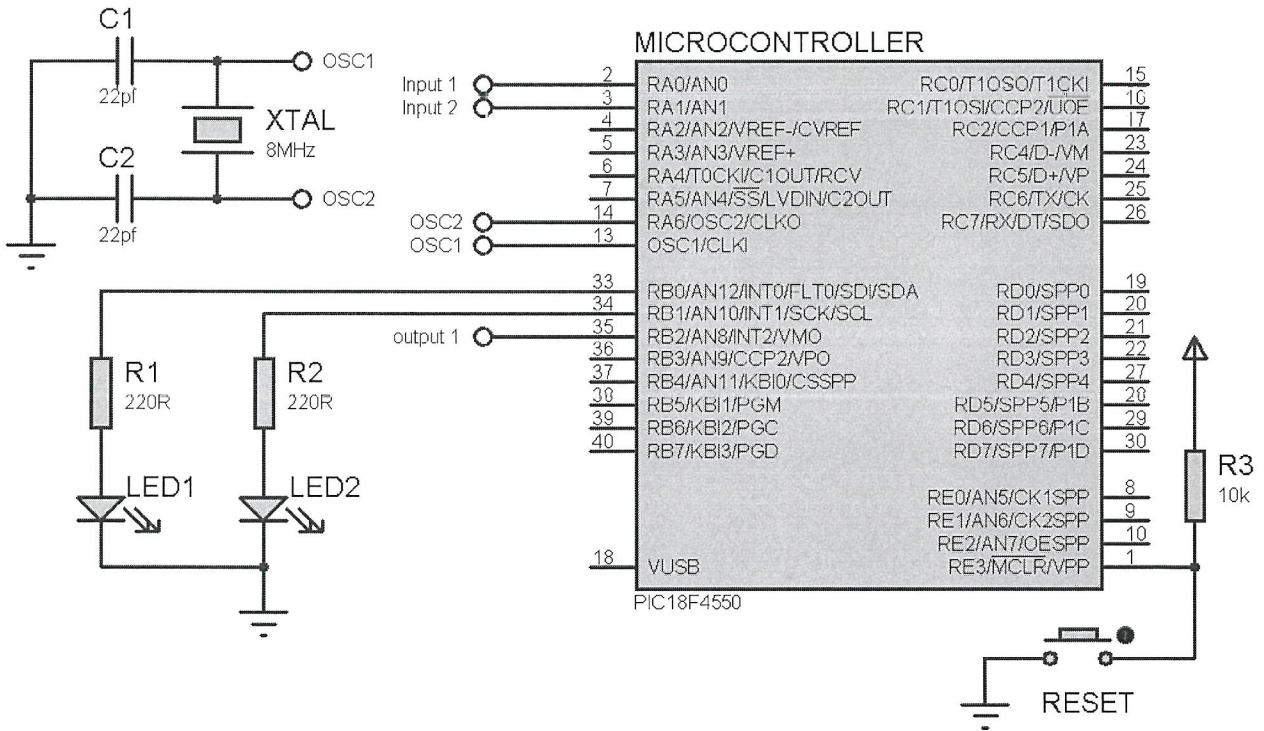 C1
22pf
OSC1
XTAL
8MHz
C2
22pf
OSC2
MICROCONTROLLER
Input 1
Input 2
OSC2
OSC1
output 1
2 RA0/AN0
3 RA1/AN1
4 RA2/AN2/VREF-/CVREF
5 RA3/AN3/VREF+
6 RA4/T0CKI/C1OUT/RCV
7 RA5/AN4/SS/LVDIN/C2OUT
14 RA6/OSC2/CLKO
13 OSC1/CLKI
33 RB0/AN12/INT0/FLT0/SDI/SDA
34 RB1/AN10/INT1/SCK/SCL
35 RB2/AN8/INT2/VMO
36 RB3/AN9/CCP2/VPO
37 RB4/AN11/KBI0/CSSPP
38 RB5/KBI1/PGM
39 RB6/KBI2/PGC
40 RB7/KBI3/PGD
18 VUSB
RC0/T1OSO/T1CKI 15
RC1/T1OSI/CCP2/UOE 16
RC2/CCP1/P1A 17
RC4/D-/VM 23
RC5/D+/VP 24
RC6/TX/CK 25
RC7/RX/DT/SDO 26
RD0/SPP0 19
RD1/SPP1 20
RD2/SPP2 21
RD3/SPP3 22
RD4/SPP4 27
RD5/SPP5/P1B 28
RD6/SPP6/P1C 29
RD7/SPP7/P1D 30
RE0/AN5/CK1SPP 8
RE1/AN6/CK2SPP 9
RE2/AN7/OESPP 10
RE3/MCLR/VPP 1
PIC18F4550
R1
220R
R2
220R
LED1
LED2
R3
10k
RESET